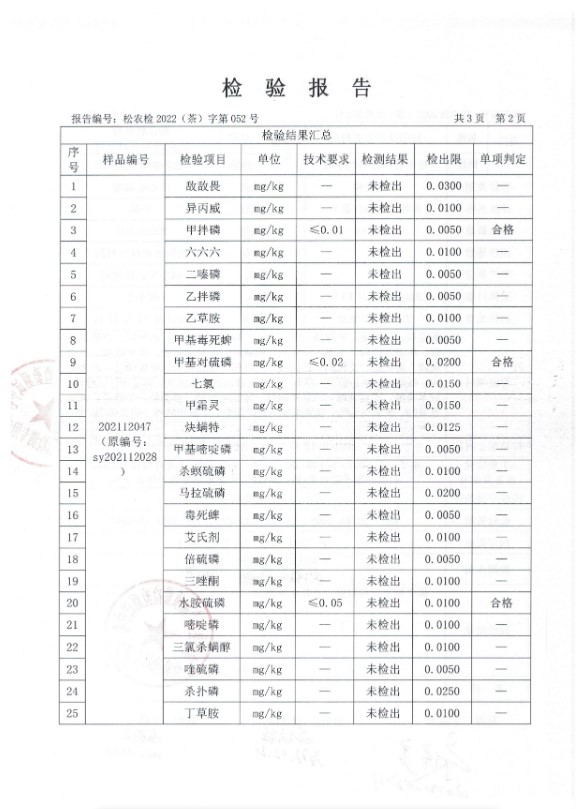 检 验 报 告
报告编号：松农检 2022（茶）字第 052 号 共 3 页 第 2 页
检验结果汇总
序号 样品编号 检验项目 单位 技术要求 检测结果 检出限 单项判定
202112047
（原编号：
sy202112028
）
1 敌敌畏 mg/kg — 未检出 0.0300 —
2 异丙威 mg/kg — 未检出 0.0100 —
3 甲拌磷 mg/kg ≤0.01 未检出 0.0050 合格
4 六六六 mg/kg — 未检出 0.0100 —
5 二嗪磷 mg/kg — 未检出 0.0050 —
6 乙拌磷 mg/kg — 未检出 0.0050 —
7 乙草胺 mg/kg — 未检出 0.0100 —
8 甲基毒死蜱 mg/kg — 未检出 0.0050 —
9 甲基对硫磷 mg/kg ≤0.02 未检出 0.0200 合格
10 七氯 mg/kg — 未检出 0.0150 —
11 甲霜灵 mg/kg — 未检出 0.0150 —
12 炔螨特 mg/kg — 未检出 0.0125 —
13 甲基嘧啶磷 mg/kg — 未检出 0.0050 —
14 杀螟硫磷 mg/kg — 未检出 0.0100 —
15 马拉硫磷 mg/kg — 未检出 0.0200 —
16 毒死蜱 mg/kg — 未检出 0.0050 —
17 艾氏剂 mg/kg — 未检出 0.0100 —
18 倍硫磷 mg/kg — 未检出 0.0050 —
19 三唑酮 mg/kg — 未检出 0.0100 —
20 水胺硫磷 mg/kg ≤0.05 未检出 0.0100 合格
21 嘧啶磷 mg/kg — 未检出 0.0100 —
22 三氯杀螨醇 mg/kg — 未检出 0.0100 —
23 喹硫磷 mg/kg — 未检出 0.0050 —
24 杀扑磷 mg/kg — 未检出 0.0250 —
25 丁草胺 mg/kg — 未检出 0.0100 —